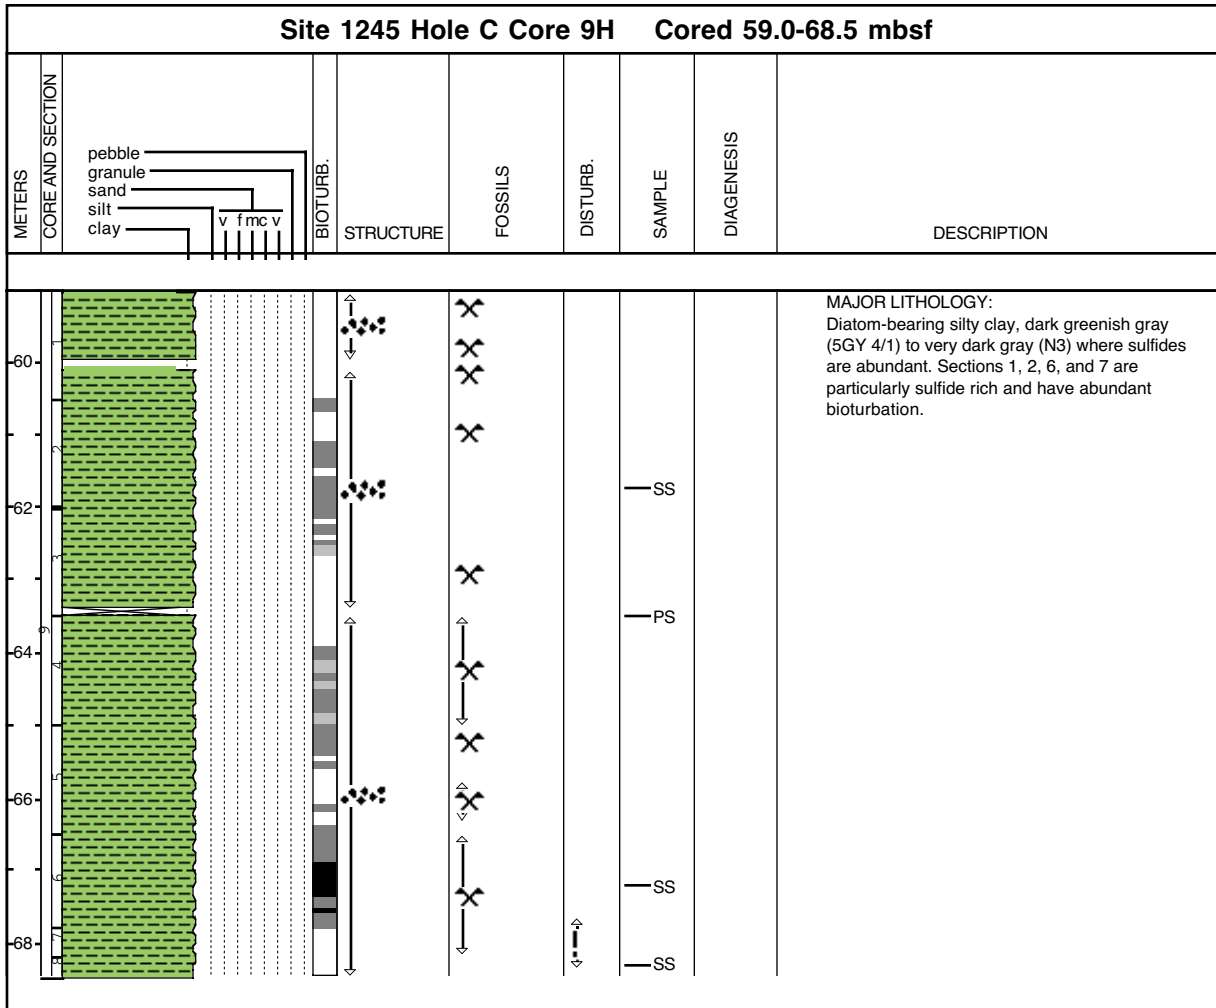 Site 1245 Hole C Core 9H Cored 59.0-68.5 mbsf
METERS
CORE AND SECTION
pebble
granule
sand
silt
clay
v f m c v
BIOTURB.
STRUCTURE
FOSSILS
DISTURB.
SAMPLE
DIAGENESIS
DESCRIPTION
MAJOR LITHOLOGY:
Diatom-bearing silty clay, dark greenish gray
(5GY 4/1) to very dark gray (N3) where sulfides
are abundant. Sections 1, 2, 6, and 7 are
particularly sulfide rich and have abundant
bioturbation.
1
60
2
SS
62
3
PS
9
64
4
5
66
6
SS
7
68
8
SS